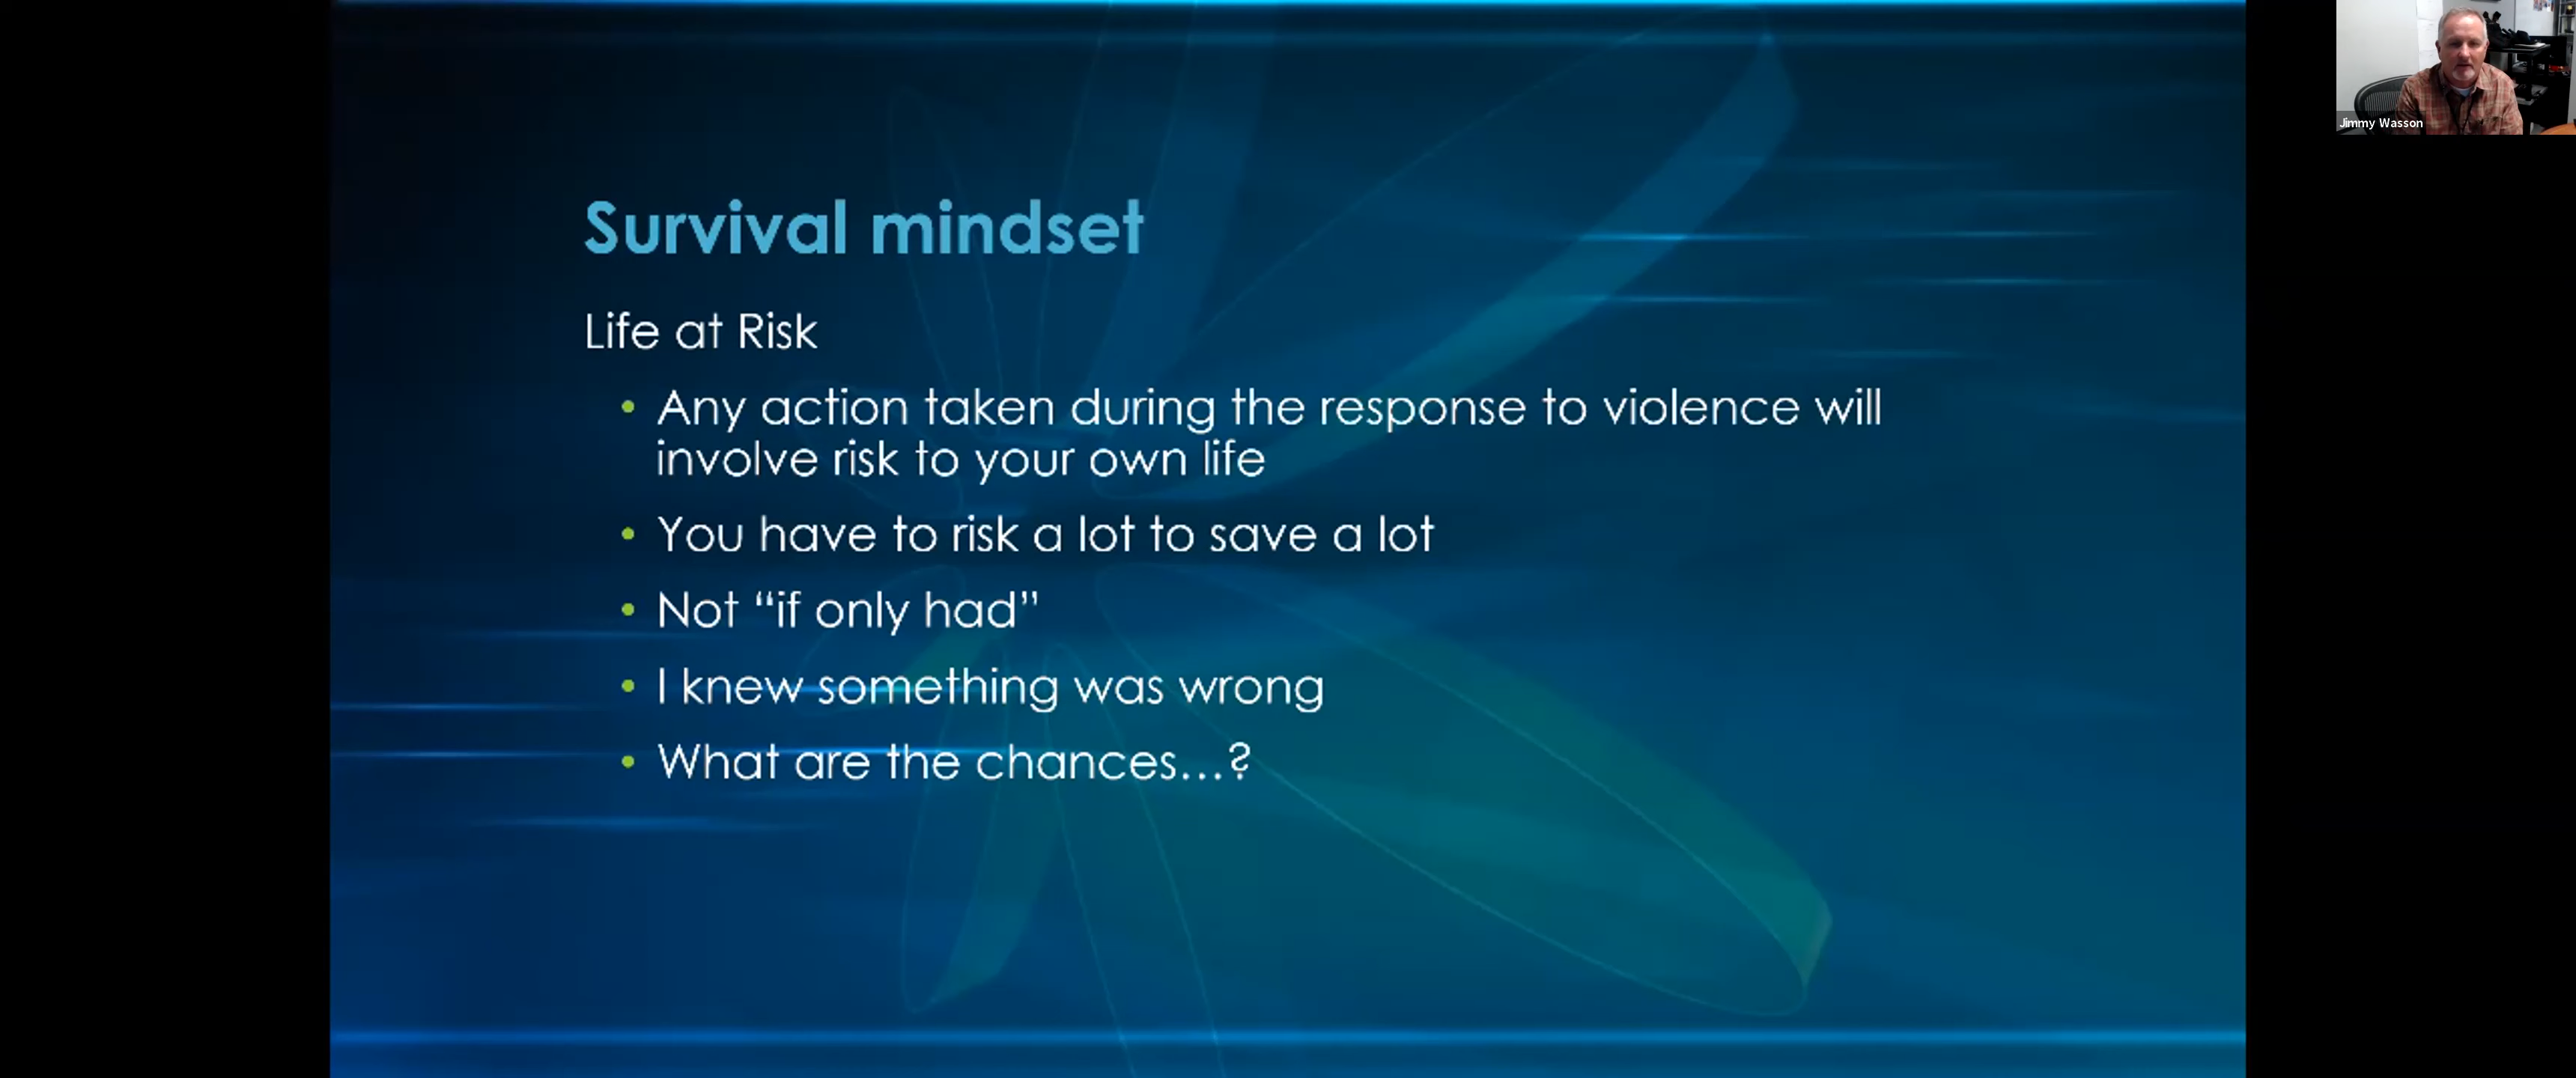 Survival mindset
Life at Risk
• Any action taken during the response to violence will
involve risk to your own life
• You have to risk a lot to save a lot
• Not “if only had”
• I knew something was wrong
• What are the chances...?
Jimmy Wasson